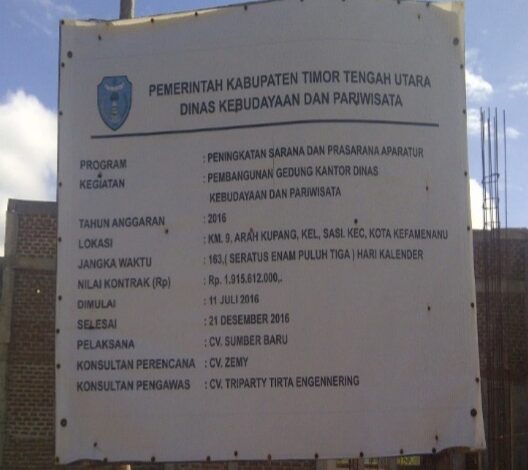 PEMERINTAH KABUPATEN TIMOR TENGAH UTARA
DINAS KEBUDAYAAN DAN PARIWISATA
PROGRAM : PENINGKATAN SARANA DAN PRASARANA APARATUR
KEGIATAN : PEMBANGUNAN GEDUNG KANTOR DINAS
KEBUDAYAAN DAN PARIWISATA
TAHUN ANGGARAN : 2016
LOKASI : KM. 9, ARAH KUPANG, KEL, SASI. KEC, KOTA KEFAMENANU
JANGKA WAKTU : 163,( SERATUS ENAM PULUH TIGA ) HARI KALENDER
NILAI KONTRAK (Rp) : Rp. 1.915.612.000,.
DIMULAI : 11 JULI 2016
SELESAI : 21 DESEMBER 2016
PELAKSANA : CV. SUMBER BARU
KONSULTAN PERENCANA : CV. ZEMY
KONSULTAN PENGAWAS : CV. TRIPARTY TIRTA ENGENNERING